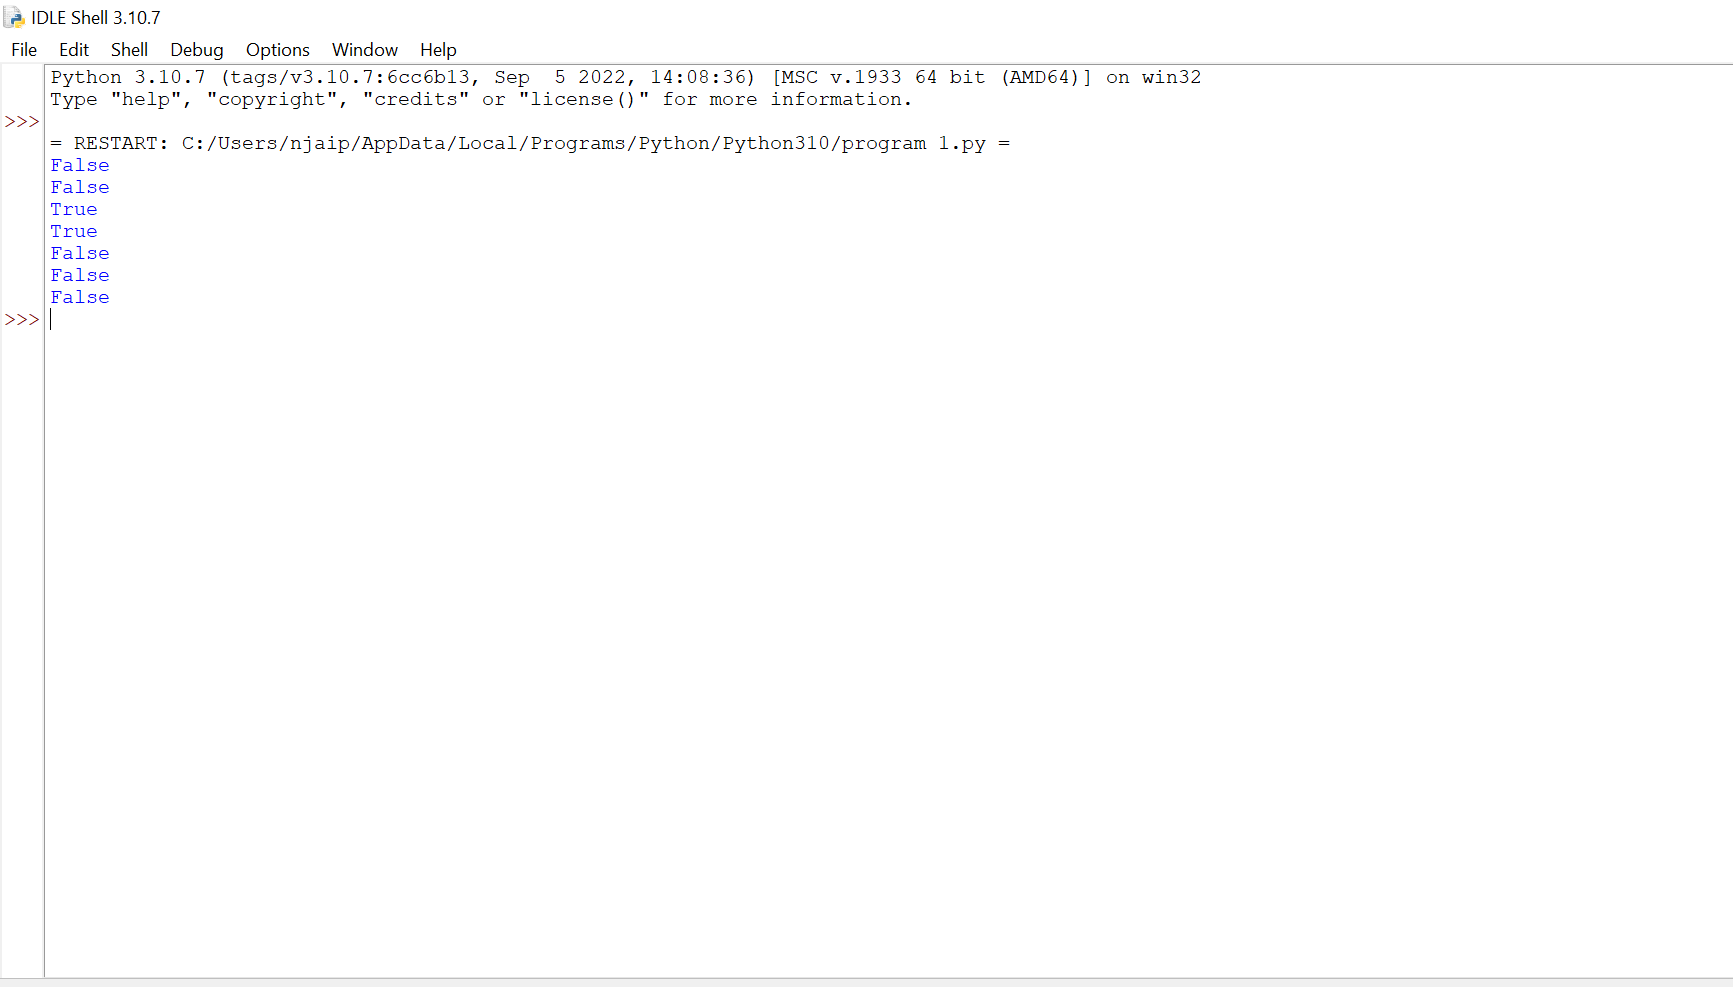 IDLE Shell 3.10.7
File Edit Shell Debug Options Window Help
Python 3.10.7 (tags/v3.10.7:6cc6b13, Sep  5 2022, 14:08:36) [MSC v.1933 64 bit (AMD64)] on win32
Type "help", "copyright", "credits" or "license()" for more information.
>>>
= RESTART: C:/Users/njaip/AppData/Local/Programs/Python/Python310/program 1.py =
False
False
True
True
False
False
False
>>>